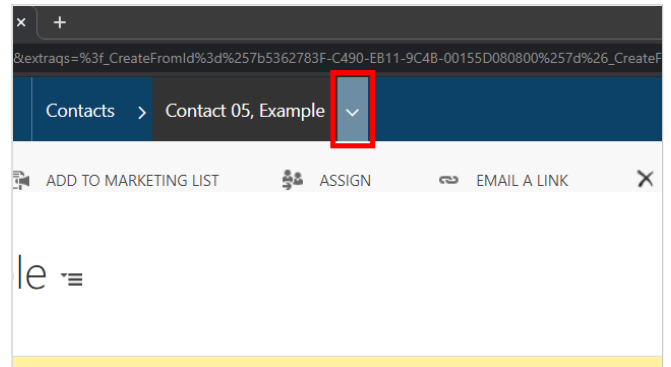 &extraqs=%3f_CreateFromId%3d%257b5362783F-C490-EB11-9C4B-00155D080800%257d%26_CreateF
Contacts > Contact 05, Example
ADD TO MARKETING LIST ASSIGN EMAIL A LINK
le